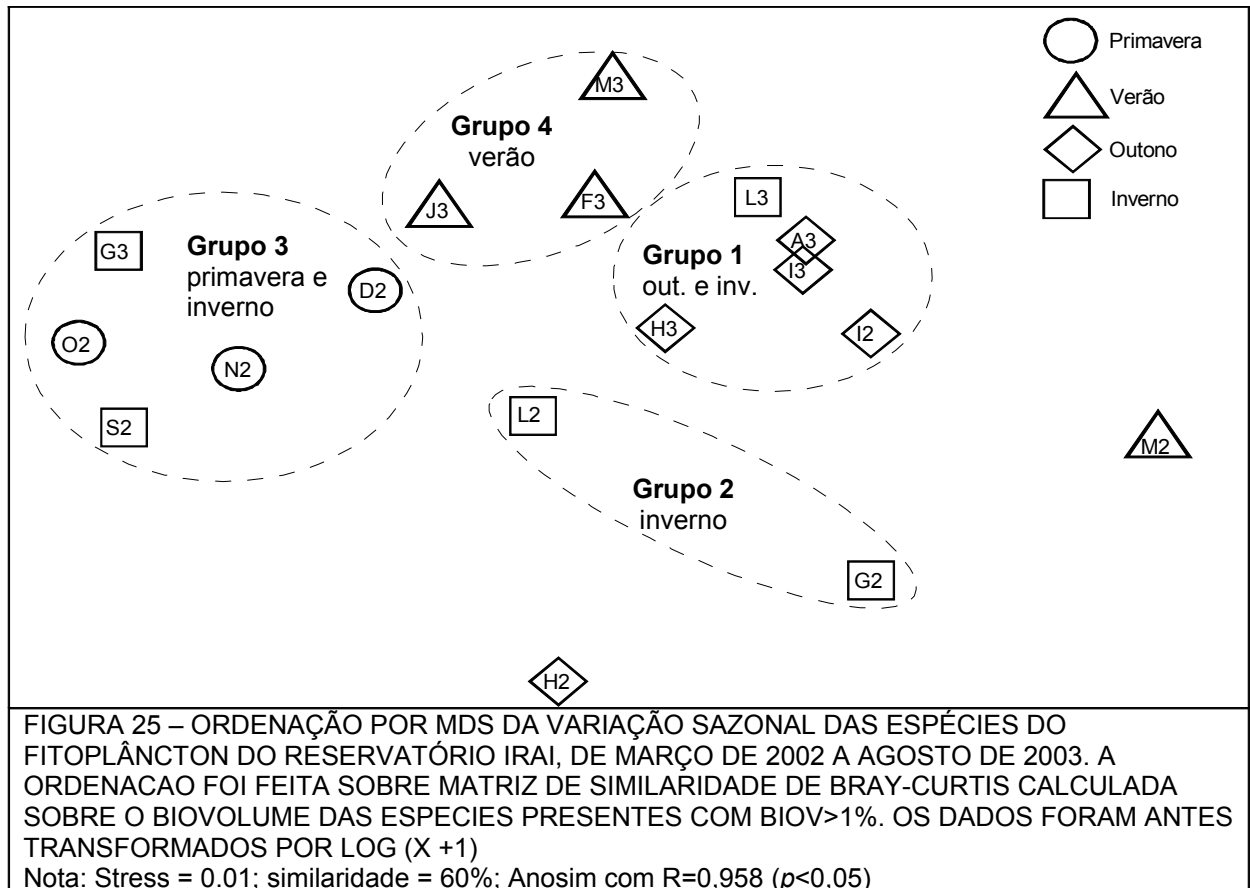 Primavera
Verão
Outono
Inverno
M3
Grupo 4
verão
J3
F3
L3
A3
I3
Grupo 1
out. e inv.
H3
I2
G3
Grupo 3
primavera e
inverno
D2
O2
N2
S2
L2
Grupo 2
inverno
G2
M2
H2
FIGURA 25 – ORDENAÇÃO POR MDS DA VARIAÇÃO SAZONAL DAS ESPÉCIES DO
FITOPLÂNCTON DO RESERVATÓRIO IRAI, DE MARÇO DE 2002 A AGOSTO DE 2003. A
ORDENACAO FOI FEITA SOBRE MATRIZ DE SIMILARIDADE DE BRAY-CURTIS CALCULADA
SOBRE O BIOVOLUME DAS ESPECIES PRESENTES COM BIOV>1%. OS DADOS FORAM ANTES
TRANSFORMADOS POR LOG (X +1)
Nota: Stress = 0.01; similaridade = 60%; Anosim com R=0,958 (p<0,05)